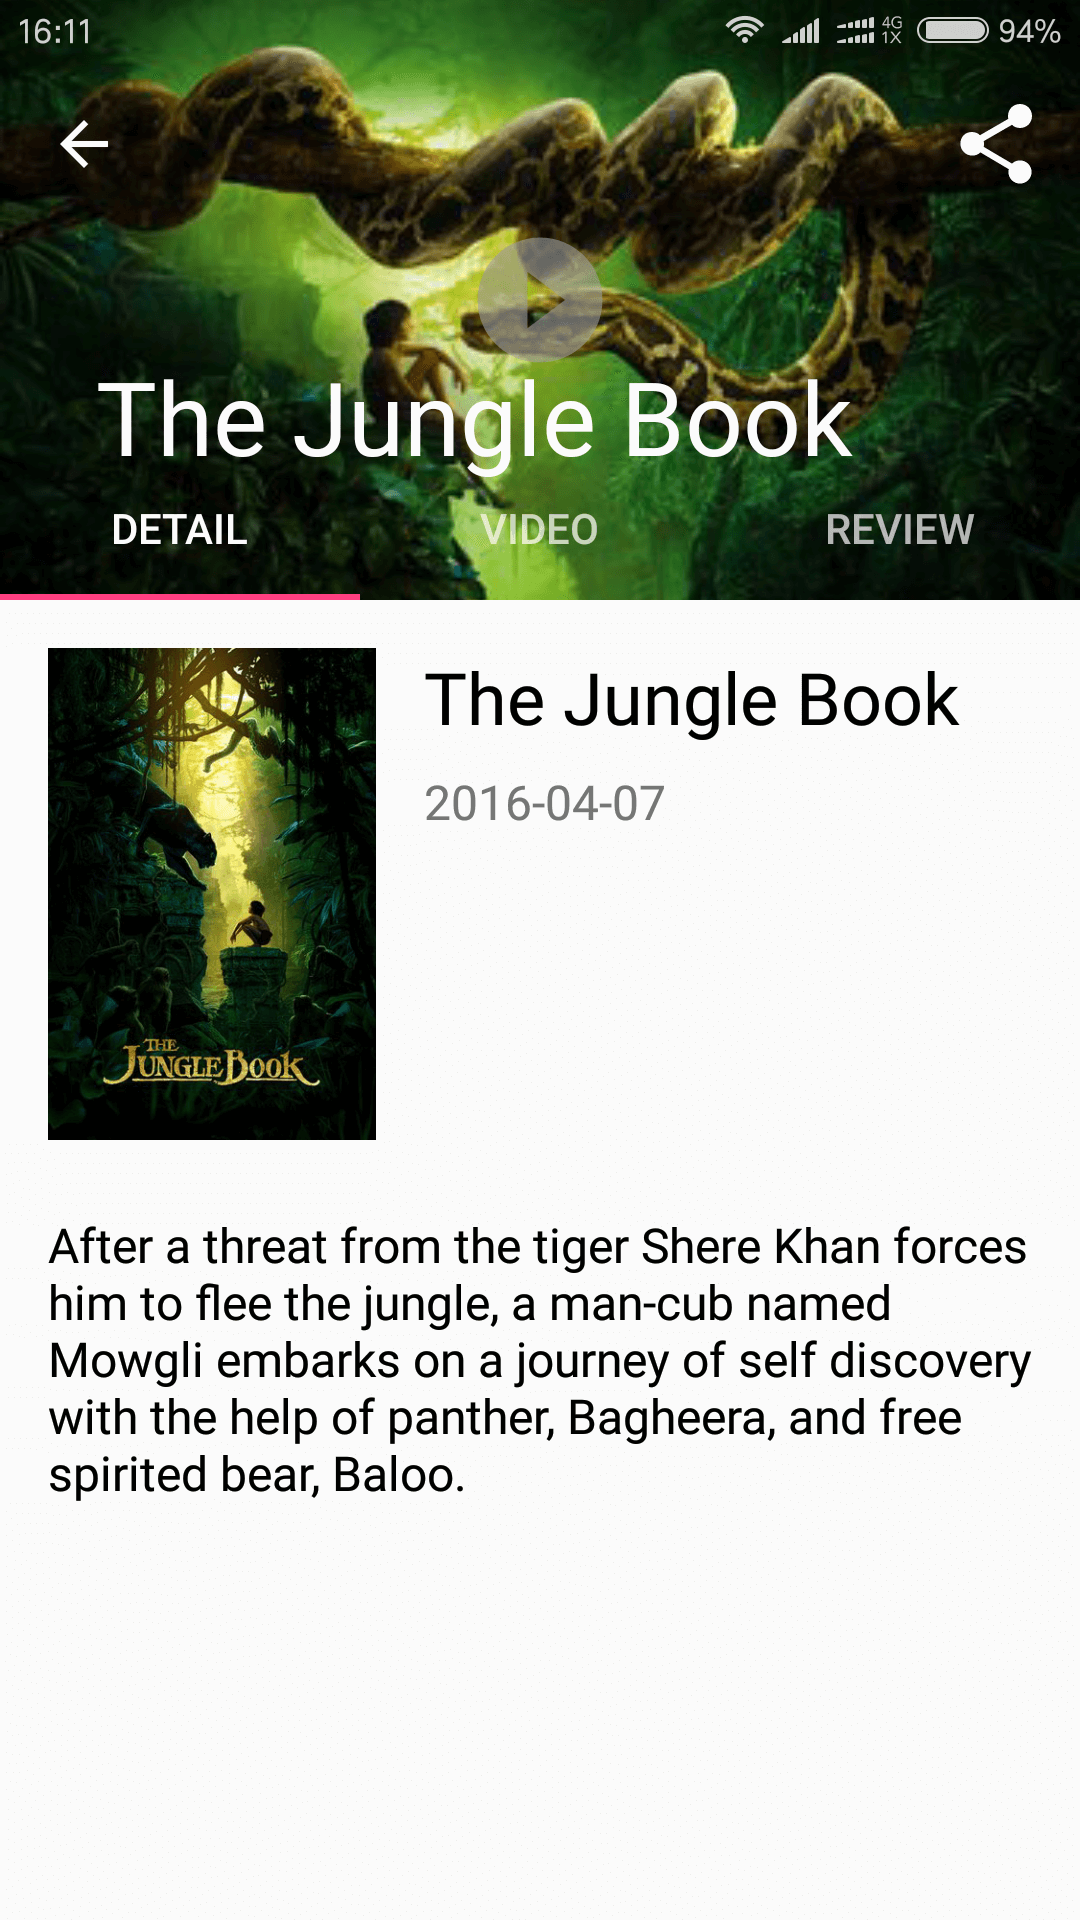 16:11
4G
1X
94%
The Jungle Book
DETAIL
VIDEO
REVIEW
The Jungle Book
2016-04-07
THE
JUNGLE BOOK
After a threat from the tiger Shere Khan forces
him to flee the jungle, a man-cub named
Mowgli embarks on a journey of self discovery
with the help of panther, Bagheera, and free
spirited bear, Baloo.